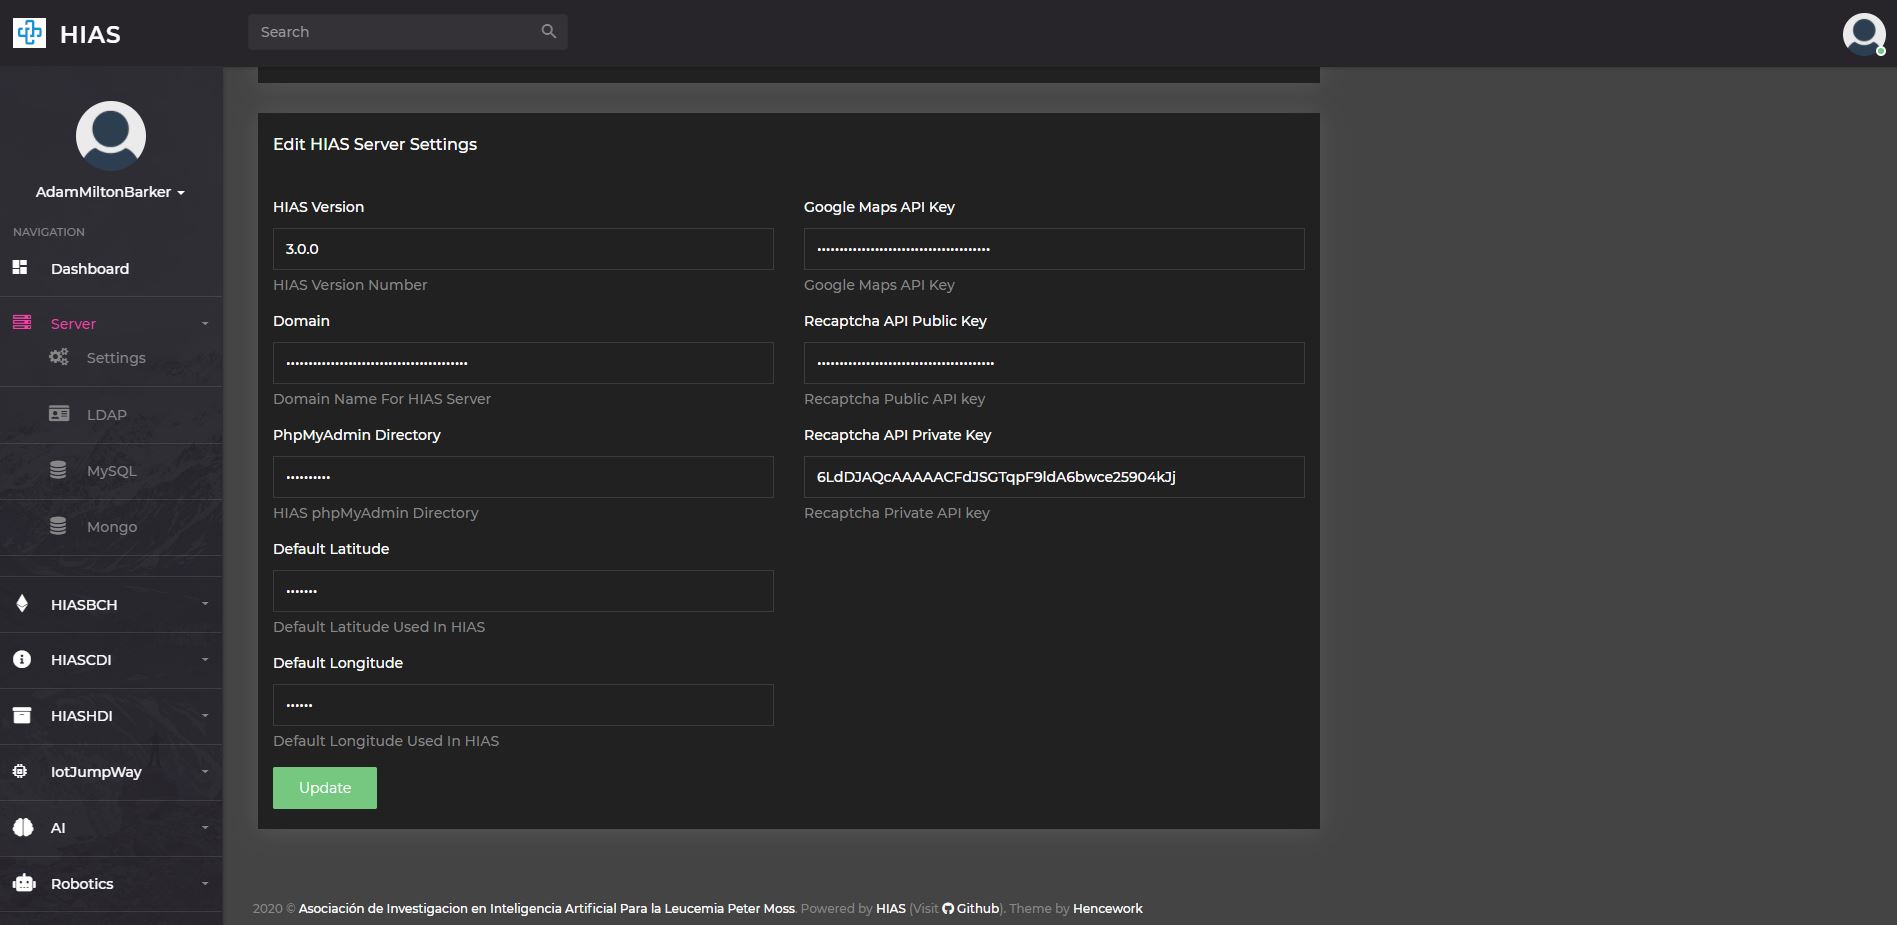 HIAS
Search
AdamMiltonBarker
NAVIGATION
Dashboard
Server
Settings
LDAP
MySQL
Mongo
HIASBCH
HIASCDI
HIASHDI
IotJumpWay
AI
Robotics
Edit HIAS Server Settings
HIAS Version
3.0.0
HIAS Version Number
Domain
Domain Name For HIAS Server
PhpMyAdmin Directory
HIAS phpMyAdmin Directory
Default Latitude
Default Latitude Used In HIAS
Default Longitude
Default Longitude Used In HIAS
Update
Google Maps API Key
Google Maps API Key
Recaptcha API Public Key
Recaptcha Public API key
Recaptcha API Private Key
6LdDJAQcAAAAACFdJSGTqpF9ldA6bwce25904kJj
Recaptcha Private API key
2020 © Asociación de Investigacion en Inteligencia Artificial Para la Leucemia Peter Moss. Powered by HIAS (Visit Github). Theme by Hencework